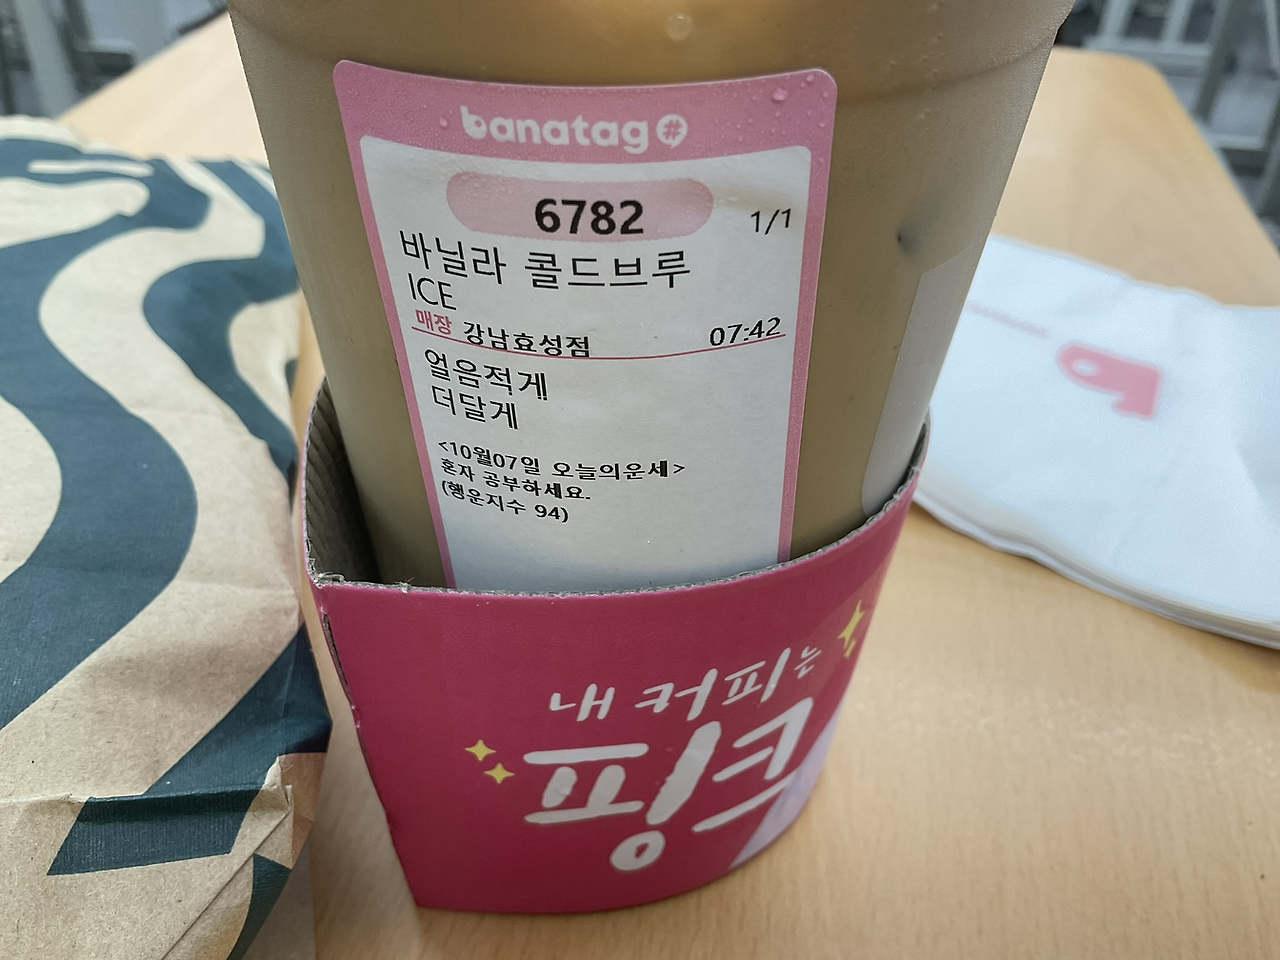 banatag#
6782
1/1
바닐라 콜드브루
ICE
매장 강남효성점 07:42
얼음적게
더달게
<10월07일 오늘의운세>
혼자 공부하세요.
(행운지수 94)
내 커피는
핑크